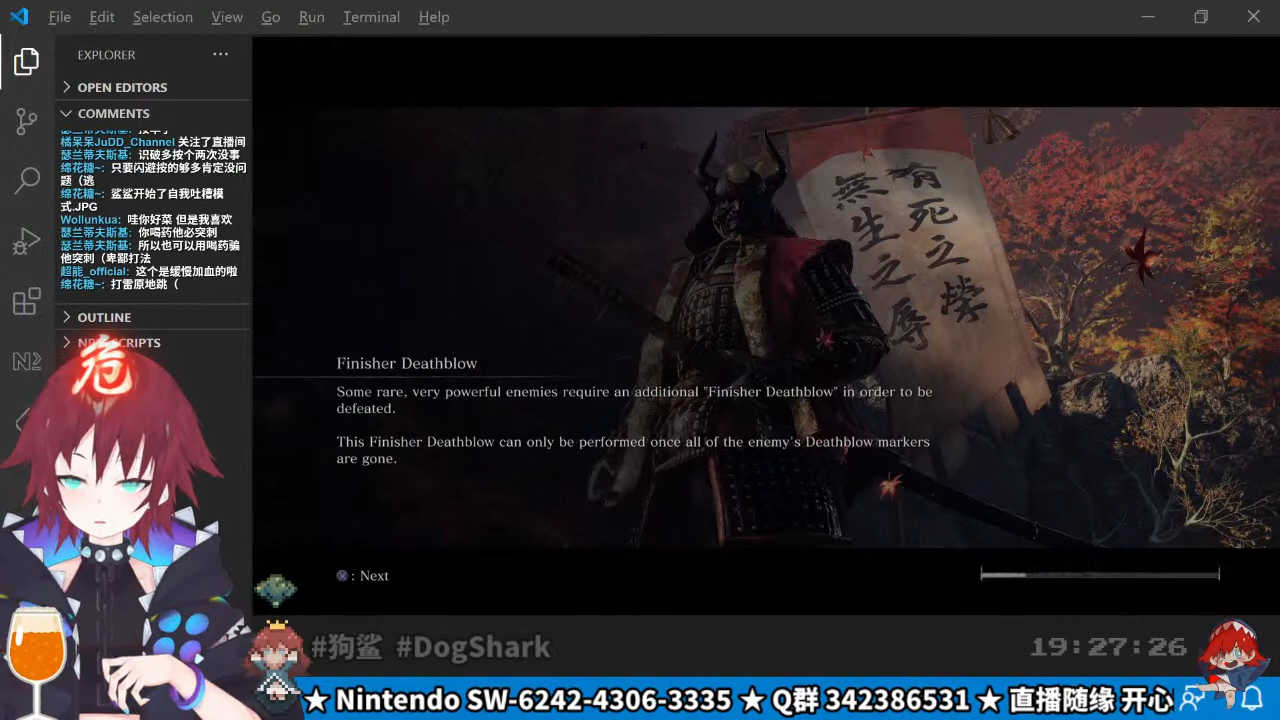 File Edit Selection View Go Run Terminal Help
EXPLORER
OPEN EDITORS
COMMENTS
橘呆呆JuDD_Channel 关注了直播间
瑟兰蒂夫斯基: 识破多按个两次没事
绵花糖~: 只要闪避按的够多肯定没问
题（逃
绵花糖~: 鲨鲨开始了自我吐槽模
式.JPG
Wollunkua: 哇你好菜 但是我喜欢
瑟兰蒂夫斯基: 你喝药他必突刺
瑟兰蒂夫斯基: 所以也可以用喝药骗
他突刺（卑鄙打法
超能_official: 这个是缓慢加血的啦
绵花糖~: 打雷原地跳（
OUTLINE
SCRIPTS
危
有死之榮
無生之辱
Finisher Deathblow
Some rare, very powerful enemies require an additional "Finisher Deathblow" in order to be
defeated.
This Finisher Deathblow can only be performed once all of the enemy's Deathblow markers
are gone.
: Next
#狗鲨 #DogShark
19:27:26
★ Nintendo SW-6242-4306-3335 ★ Q群 342386531 ★ 直播随缘 开心